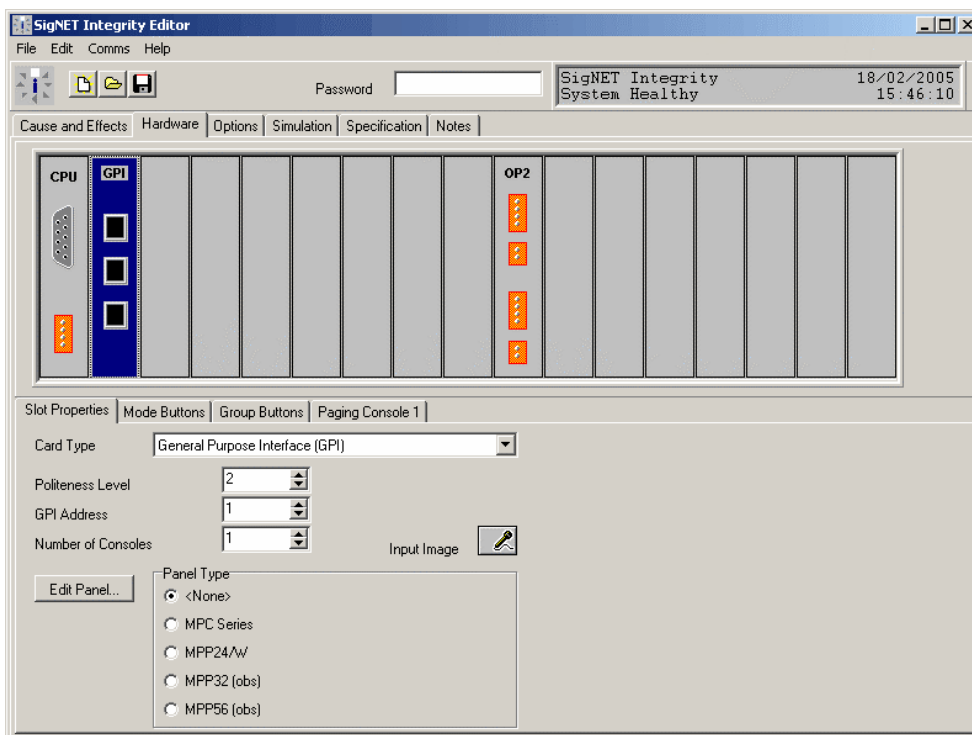 SigNET Integrity Editor
File Edit Comms Help
Password
SigNET Integrity 18/02/2005
System Healthy 15:46:10
Cause and Effects Hardware Options Simulation Specification Notes
CPU GPI OP2
Slot Properties Mode Buttons Group Buttons Paging Console 1
Card Type General Purpose Interface (GPI)
Politeness Level 2
GPI Address 1
Number of Consoles 1
Input Image
Edit Panel...
Panel Type
<None>
MPC Series
MPP24/W
MPP32 (obs)
MPP56 (obs)